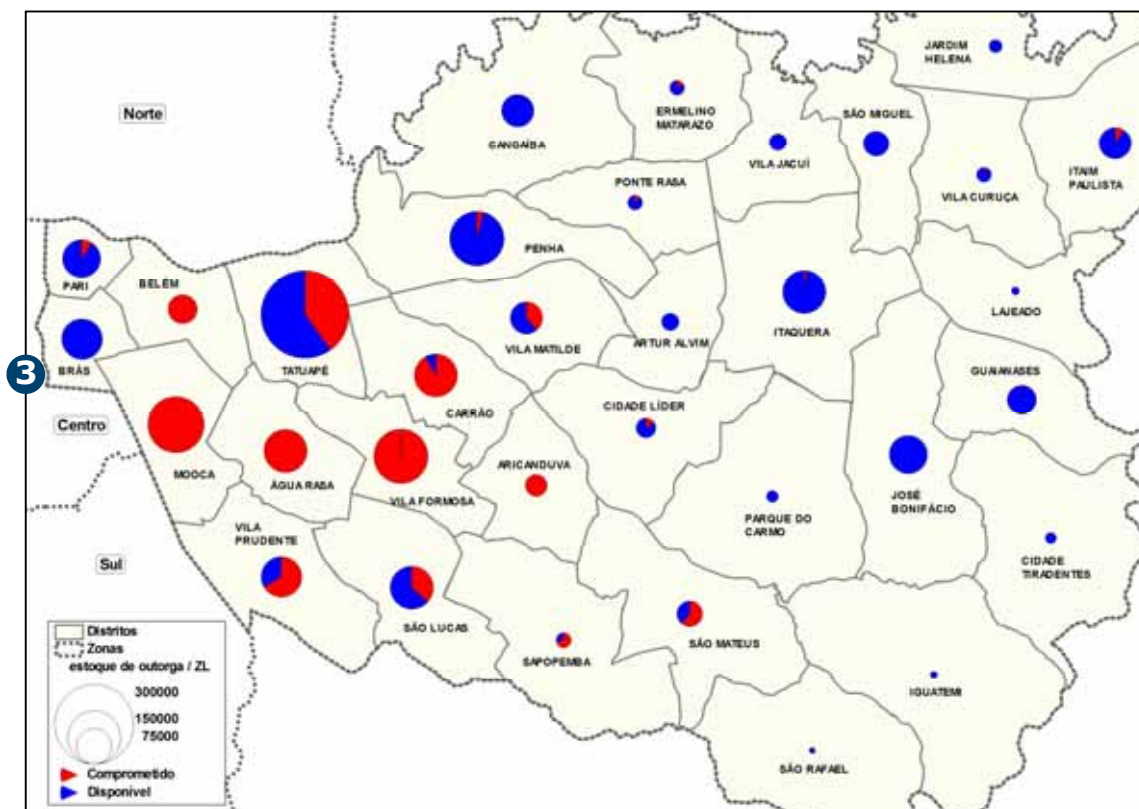 JARDIM
HELENA
Norte
ERMELINO
MATARAZO
SÃO MIGUEL
CANGAÍBA
VILA JACUÍ
ITAIM
PAULISTA
PONTE RASA
VILA CURUÇA
PENHA
PARI
BELÉM
LAJEADO
ITAQUERA
VILA MATILDE
ARTUR ALVIM
BRÁS
TATUAPÉ
GUAIANASES
3
CARRÃO
CIDADE LÍDER
Centro
ARICANDUVA
MOOCA
ÁGUA RASA
VILA FORMOSA
JOSÉ
BONIFÁCIO
PARQUE DO
CARMO
VILA
PRUDENTE
CIDADE
TIRADENTES
Sul
SÃO LUCAS
SÃO MATEUS
SAPOPEMBA
IGUATEMI
SÃO RAFAEL
Distritos
Zonas
estoque de outorga / ZL
300000
150000
75000
Comprometido
Disponível